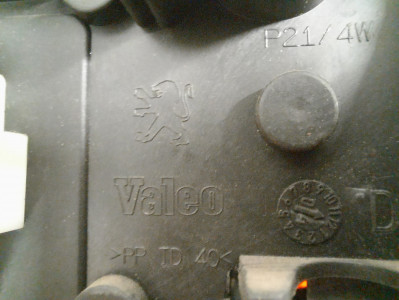 P21/4W
Valeo
D
>PP TD 40<